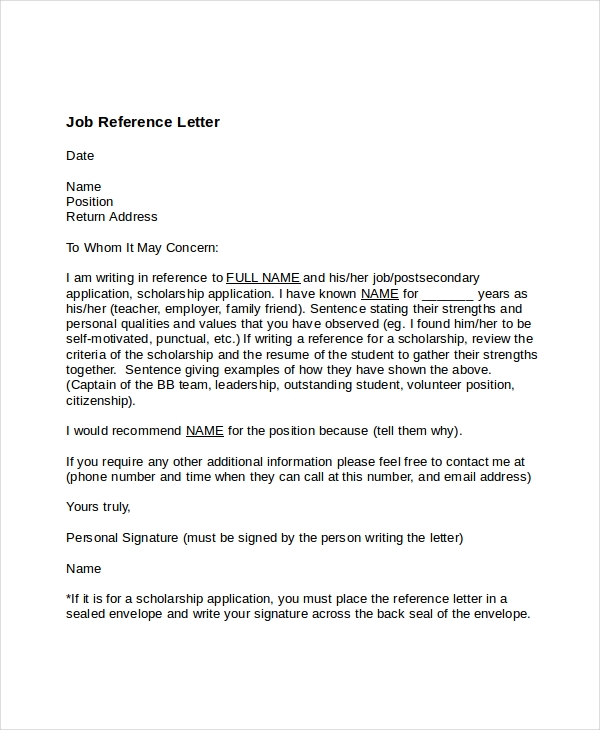 Job Reference Letter
Date
Name
Position
Return Address
To Whom It May Concern:
I am writing in reference to FULL NAME and his/her job/postsecondary
application, scholarship application. I have known NAME for _______ years as
his/her (teacher, employer, family friend). Sentence stating their strengths and
personal qualities and values that you have observed (eg. I found him/her to be
self-motivated, punctual, etc.) If writing a reference for a scholarship, review the
criteria of the scholarship and the resume of the student to gather their strengths
together.  Sentence giving examples of how they have shown the above.
(Captain of the BB team, leadership, outstanding student, volunteer position,
citizenship).
I would recommend NAME for the position because (tell them why).
If you require any other additional information please feel free to contact me at
(phone number and time when they can call at this number, and email address)
Yours truly,
Personal Signature (must be signed by the person writing the letter)
Name
*If it is for a scholarship application, you must place the reference letter in a
sealed envelope and write your signature across the back seal of the envelope.